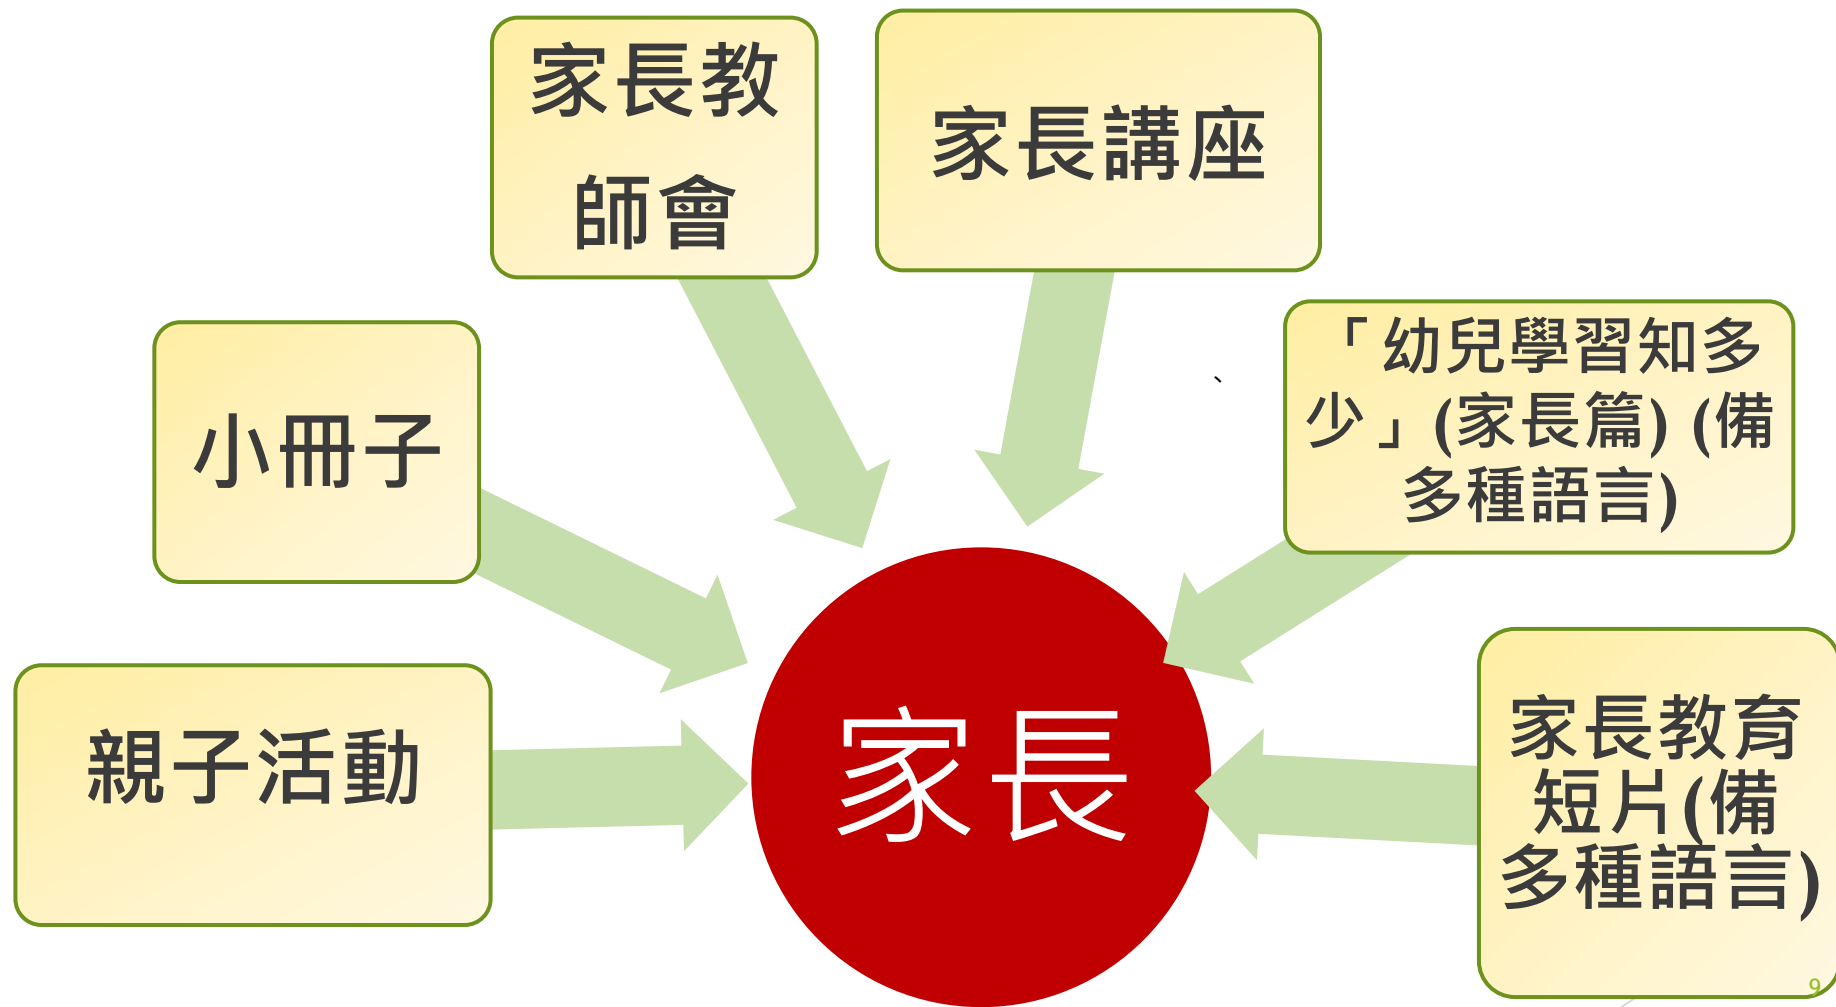 家長教
師會
家長講座
小冊子
、
「幼兒學習知多
少」(家長篇) (備
多種語言)
親子活動
家長
家長教育
短片(備
多種語言)
9